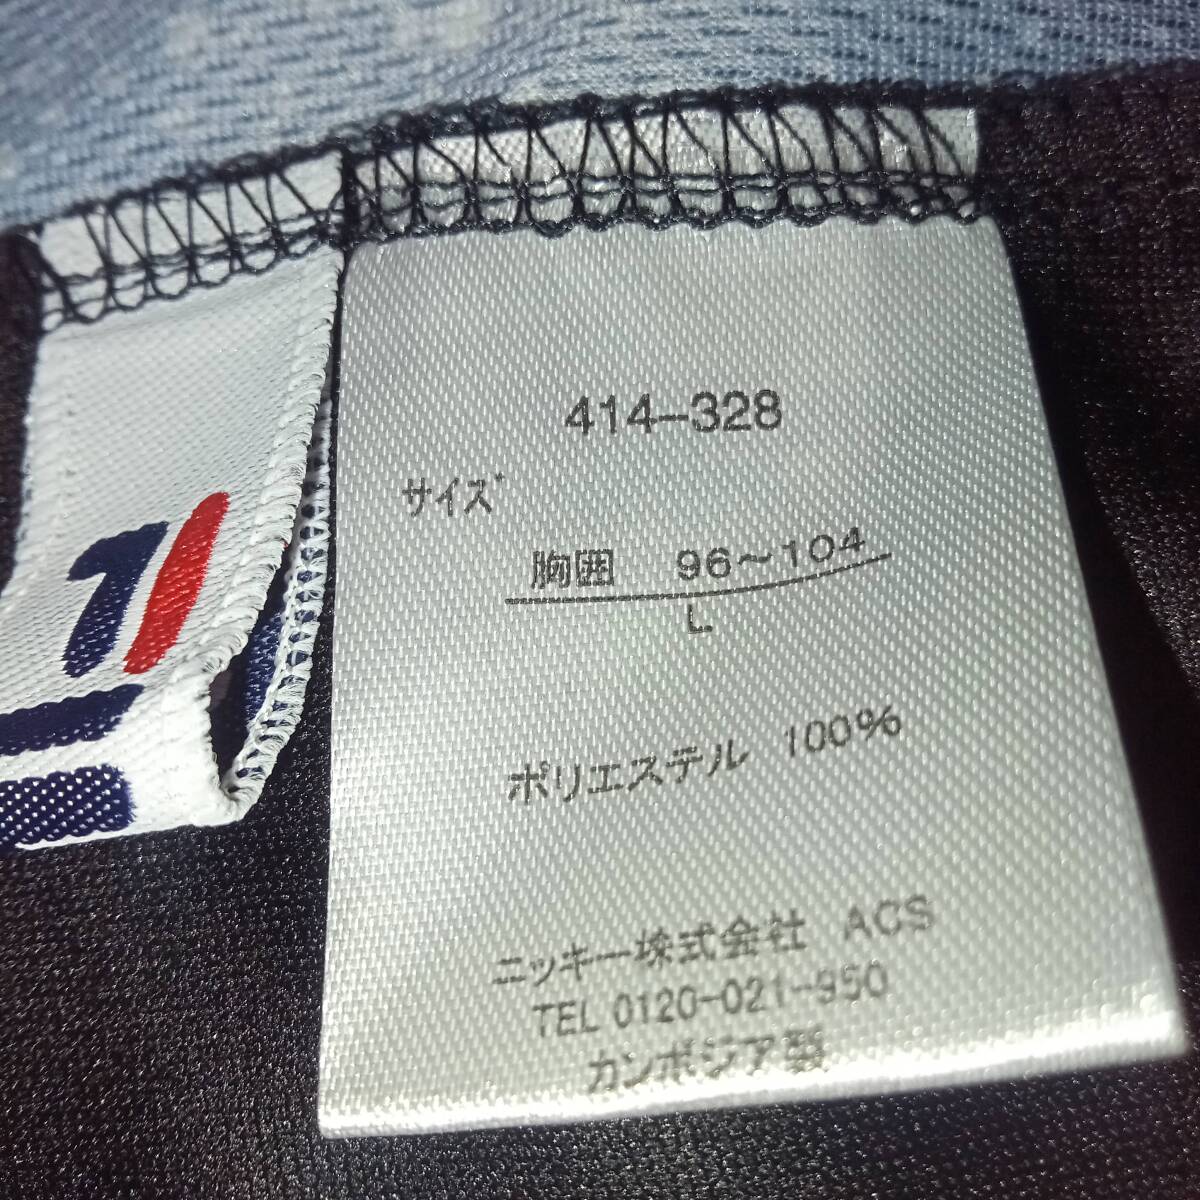 414-328
サイズ
胸囲 96～104
L
ポリエステル 100%
ニッキー株式会社 ACS
TEL 0120-021-950
カンボジア製